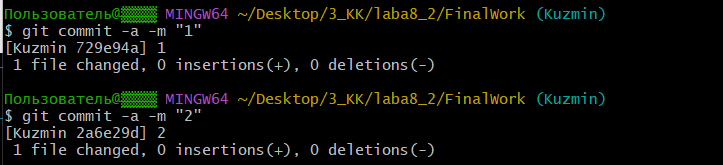 Пользователь@▒▒▒▒ MINGW64 ~/Desktop/3_KK/laba8_2/FinalWork (Kuzmin)
$ git commit -a -m "1"
[Kuzmin 729e94a] 1
 1 file changed, 0 insertions(+), 0 deletions(-)
Пользователь@▒▒▒▒ MINGW64 ~/Desktop/3_KK/laba8_2/FinalWork (Kuzmin)
$ git commit -a -m "2"
[Kuzmin 2a6e29d] 2
 1 file changed, 0 insertions(+), 0 deletions(-)